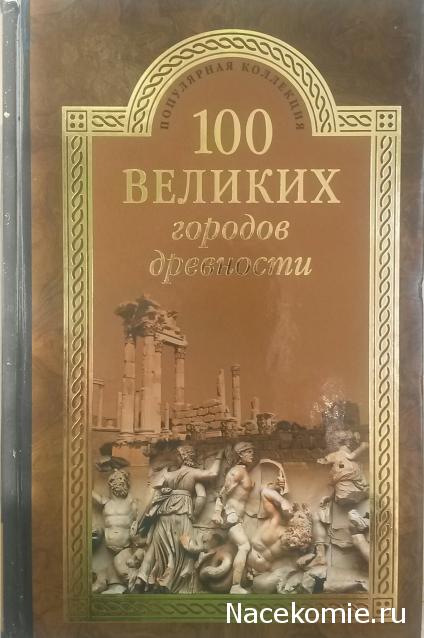 ПОПУЛЯРНАЯ КОЛЛЕКЦИЯ
100
ВЕЛИКИХ
городов
древности
Nacekomie.ru